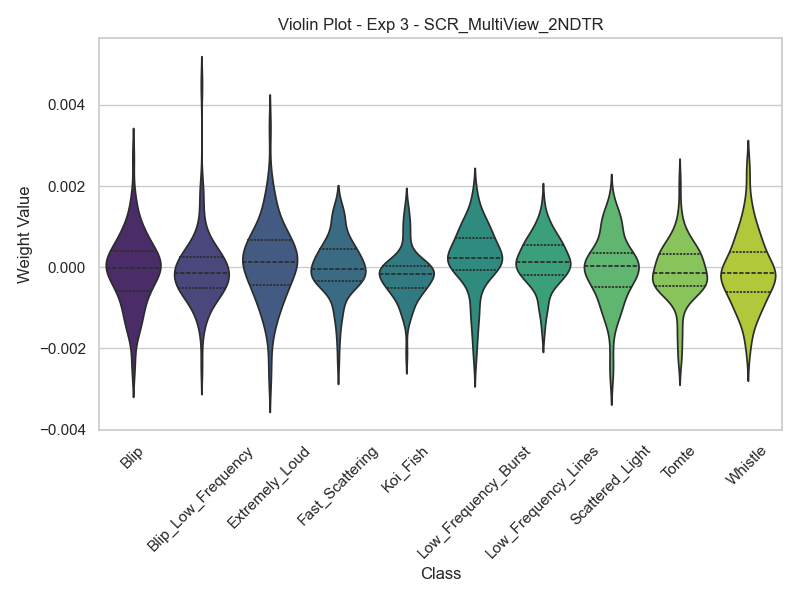 Violin Plot - Exp 3 - SCR_MultiView_2NDTR
Weight Value
0.004
0.002
0.000
−0.002
−0.004
Blip
Blip_Low_Frequency
Extremely_Loud
Fast_Scattering
Koi_Fish
Low_Frequency_Burst
Low_Frequency_Lines
Scattered_Light
Tomte
Whistle
Class